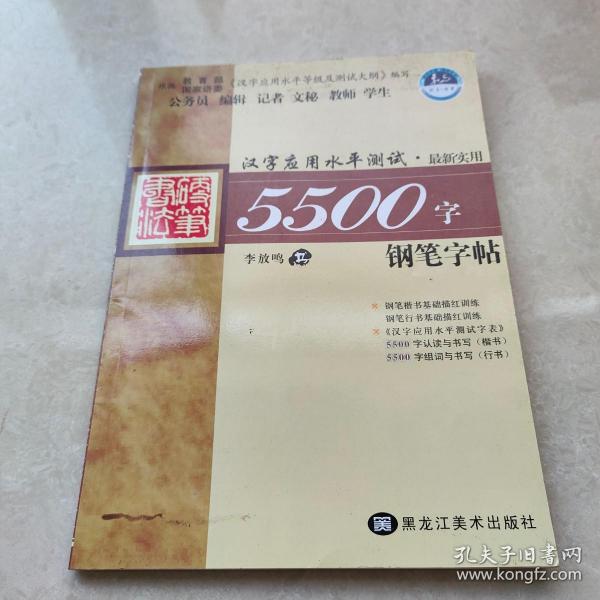 根据 教育部 国家语委 《汉字应用水平等级及测试大纲》编写
公务员 编辑 记者 文秘 教师 学生
汉字应用水平测试·最新实用
硬笔書法
5500字
钢笔字帖
李放鸣 书
钢笔楷书基础描红训练
钢笔行书基础描红训练
《汉字应用水平测试字表》
5500字认读与书写（楷书）
5500字组词与书写（行书）
黑龙江美术出版社
孔夫子旧书网
www.kongfz.com